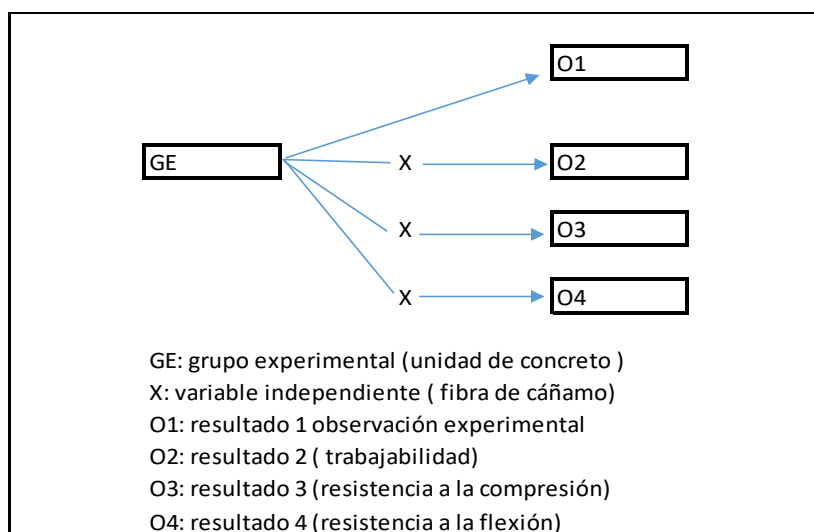 O1
GE
X
O2
X
O3
X
O4
GE: grupo experimental (unidad de concreto )
X: variable independiente ( fibra de cáñamo)
O1: resultado 1 observación experimental
O2: resultado 2 ( trabajabilidad)
O3: resultado 3 (resistencia a la compresión)
O4: resultado 4 (resistencia a la flexión)